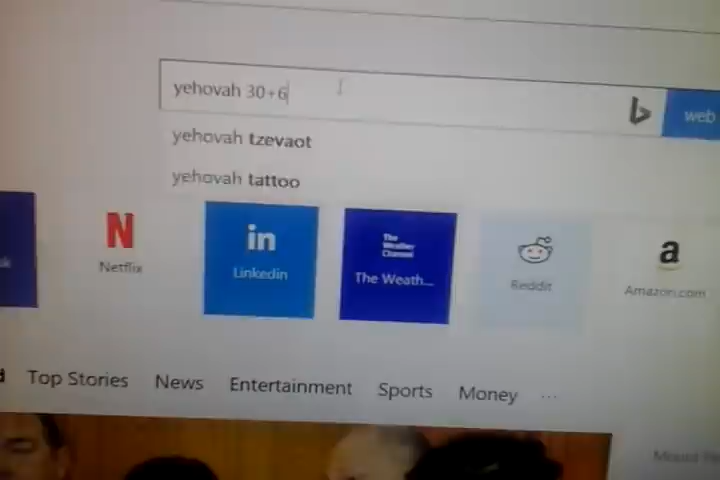 yehovah 30+6
web
yehovah tzevaot
yehovah tattoo
N
Netflix
in
Linkedin
The
Weather
Channel
The Weath...
Reddit
a
Amazon.com
Top Stories News Entertainment Sports Money ...